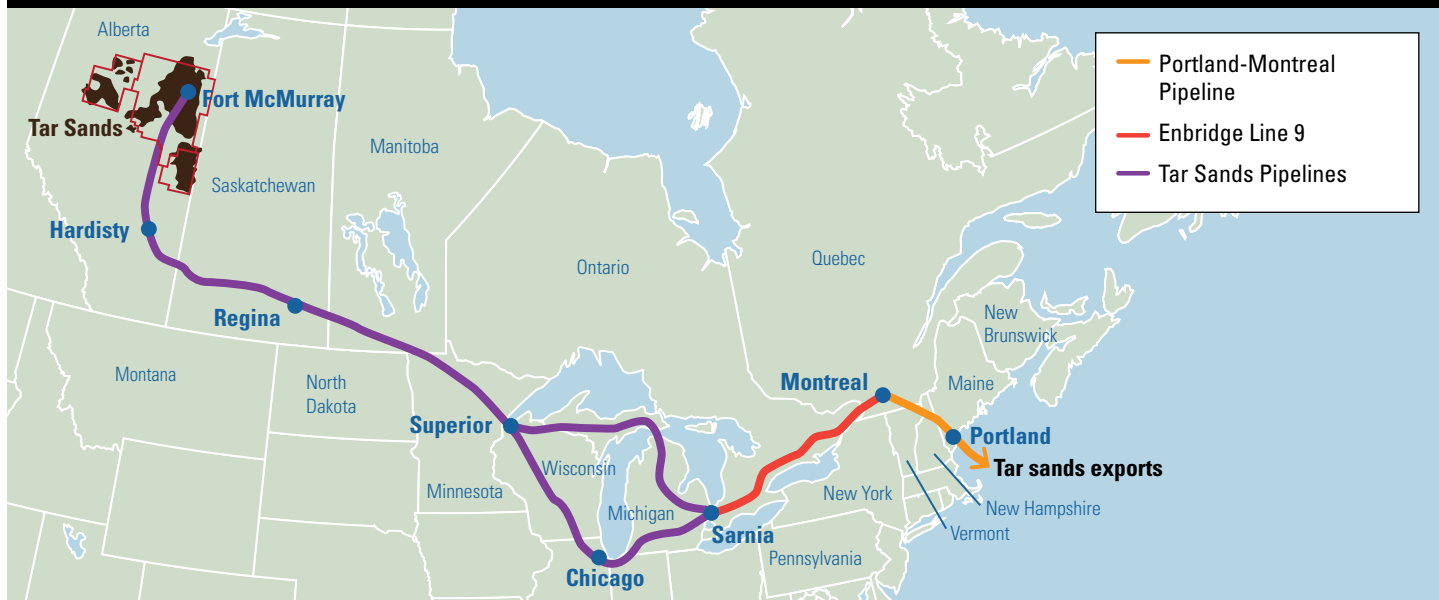 Alberta
Fort McMurray
Tar Sands
Manitoba
Saskatchewan
Hardisty
Ontario
Quebec
Regina
New
Brunswick
Montana
North
Dakota
Montreal
Maine
Superior
Portland
Tar sands exports
Wisconsin
Minnesota
New York
Michigan
New Hampshire
Sarnia
Vermont
Pennsylvania
Chicago
Portland-Montreal
Pipeline
Enbridge Line 9
Tar Sands Pipelines